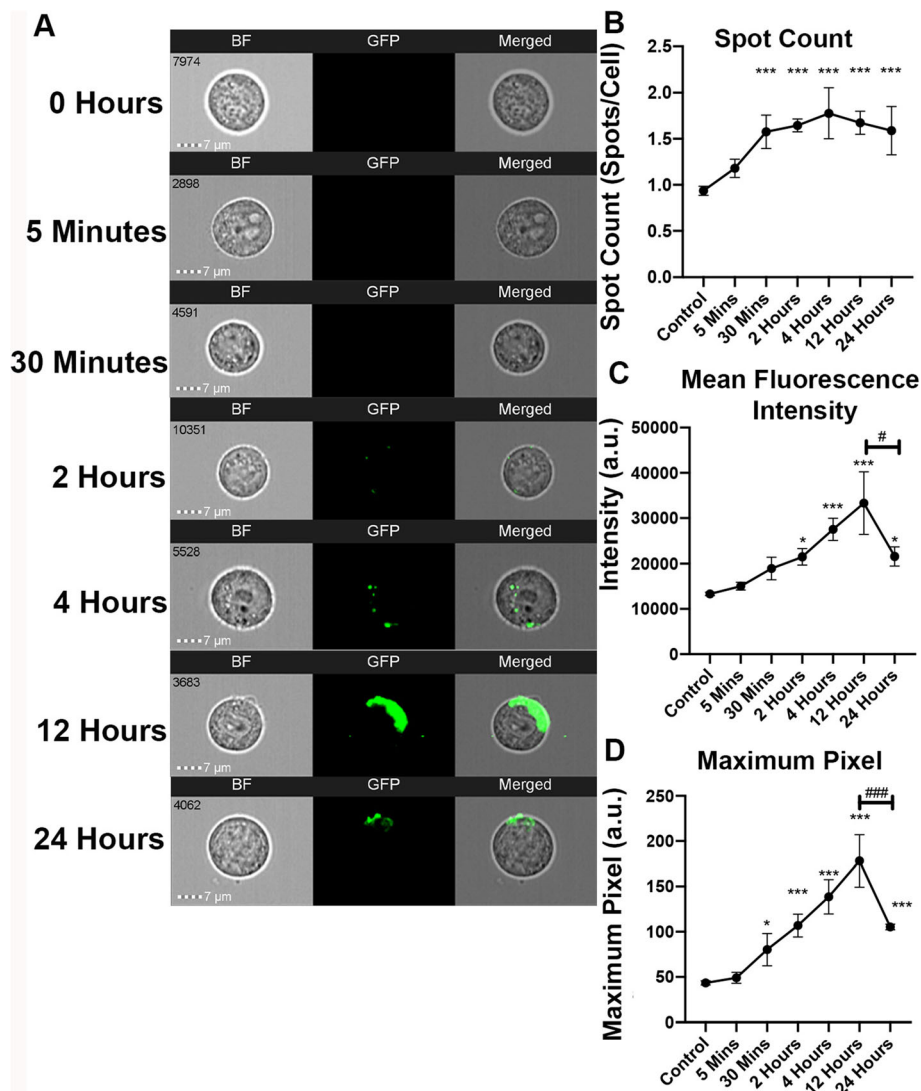 A
BF GFP Merged
0 Hours
7974
7 µm
BF GFP Merged
5 Minutes
2898
7 µm
BF GFP Merged
30 Minutes
4591
7 µm
BF GFP Merged
2 Hours
10351
7 µm
BF GFP Merged
4 Hours
5528
7 µm
BF GFP Merged
12 Hours
3683
7 µm
BF GFP Merged
24 Hours
4062
7 µm
B
Spot Count
Spot Count (Spots/Cell)
2.5
2.0
1.5
1.0
0.5
0.0
*** *** *** *** ***
Control 5 Mins 30 Mins 2 Hours 4 Hours 12 Hours 24 Hours
C
Mean Fluorescence
Intensity
Intensity (a.u.)
50000
40000
30000
20000
10000
0
* *** *** # *
Control 5 Mins 30 Mins 2 Hours 4 Hours 12 Hours 24 Hours
D
Maximum Pixel
Maximum Pixel (a.u.)
250
200
150
100
50
0
* *** *** *** ### ***
Control 5 Mins 30 Mins 2 Hours 4 Hours 12 Hours 24 Hours